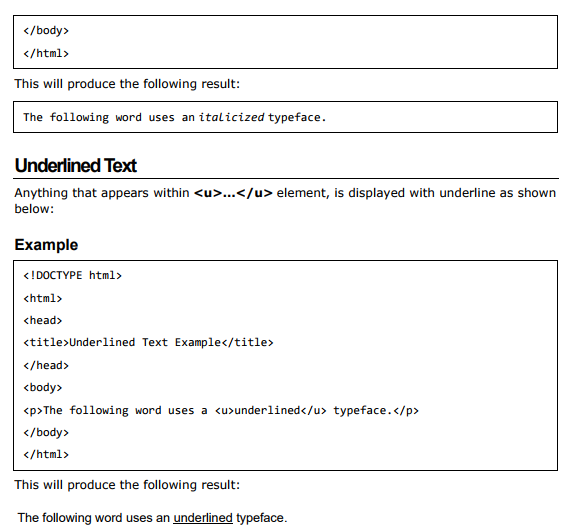 </body>
</html>
This will produce the following result:
The following word uses an italicized typeface.
Underlined Text
Anything that appears within <u>...</u> element, is displayed with underline as shown
below:
Example
<!DOCTYPE html>
<html>
<head>
<title>Underlined Text Example</title>
</head>
<body>
<p>The following word uses a <u>underlined</u> typeface.</p>
</body>
</html>
This will produce the following result:
The following word uses an underlined typeface.